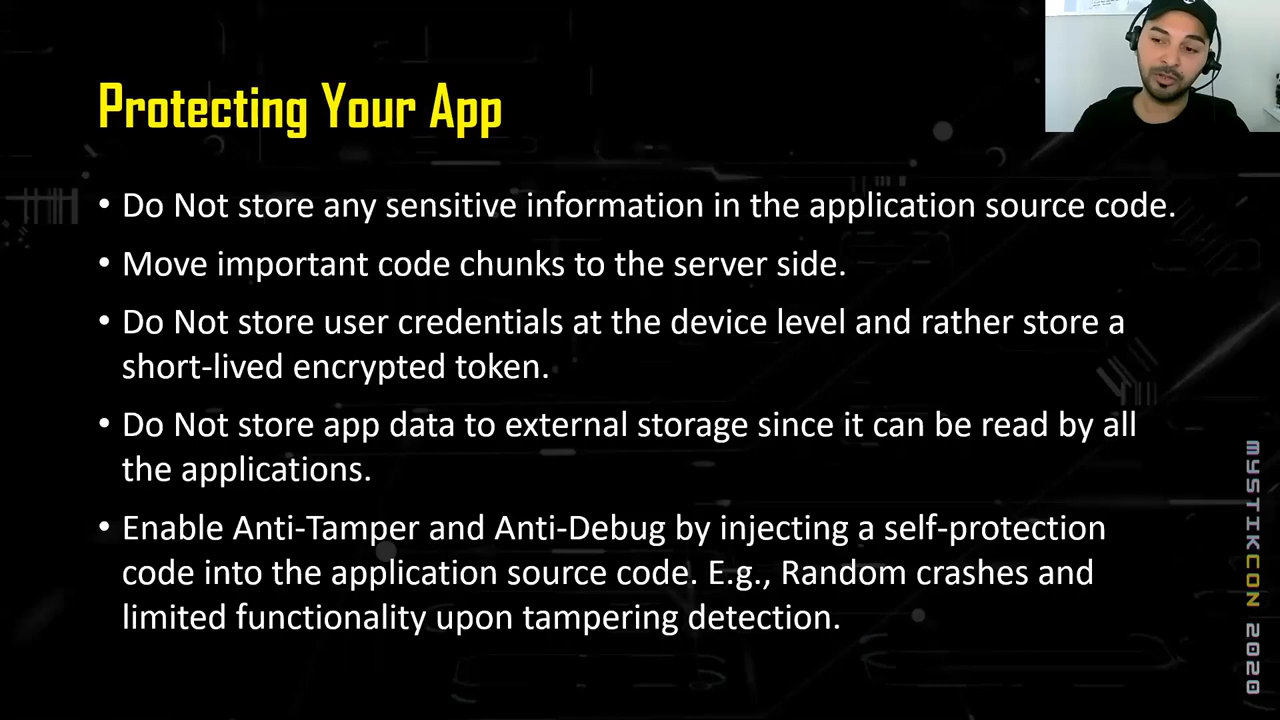 Protecting Your App
• Do Not store any sensitive information in the application source code.
• Move important code chunks to the server side.
• Do Not store user credentials at the device level and rather store a
short-lived encrypted token.
• Do Not store app data to external storage since it can be read by all
the applications.
• Enable Anti-Tamper and Anti-Debug by injecting a self-protection
code into the application source code. E.g., Random crashes and
limited functionality upon tampering detection.
MYSTIKCON 2020